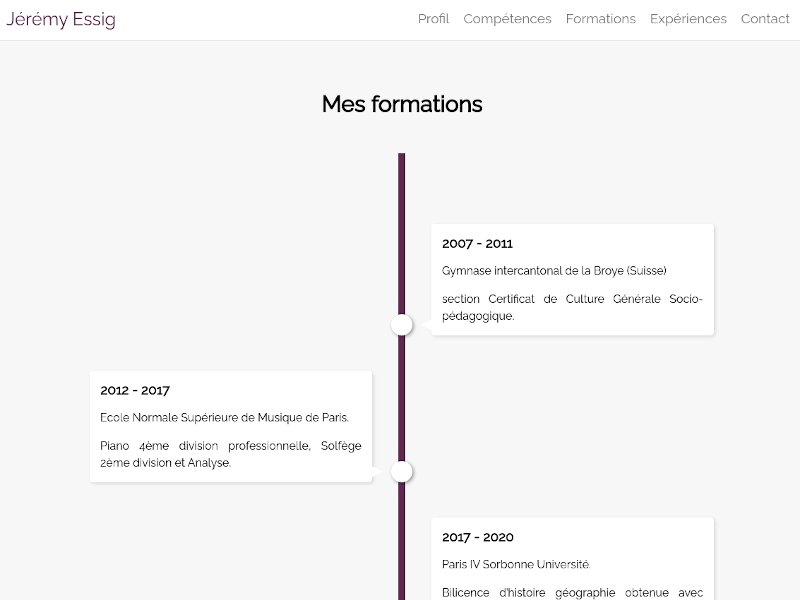 Jérémy Essig
Profil Compétences Formations Expériences Contact
Mes formations
2007 - 2011
Gymnase intercantonal de la Broye (Suisse)
section Certificat de Culture Générale Socio-
pédagogique.
2012 - 2017
Ecole Normale Supérieure de Musique de Paris.
Piano 4ème division professionnelle, Solfège
2ème division et Analyse.
2017 - 2020
Paris IV Sorbonne Université.
Bilicence d'histoire géographie obtenue avec